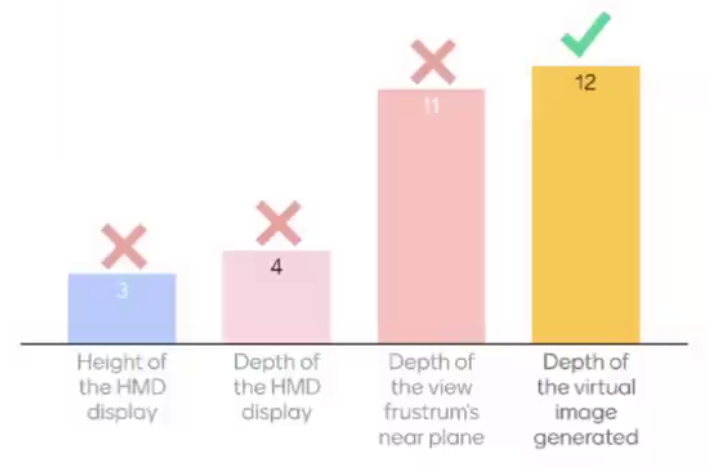 3
4
11
12
Height of
the HMD
display
Depth of
the HMD
display
Depth of
the view
frustrum's
near plane
Depth of
the virtual
image
generated